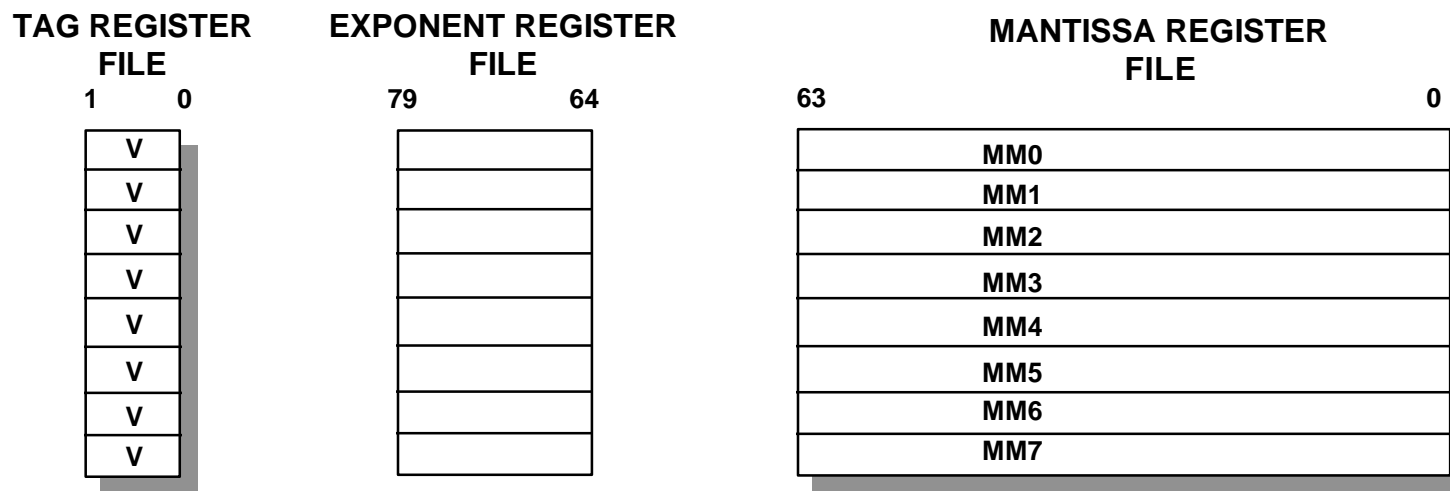 TAG REGISTER
FILE
EXPONENT REGISTER
FILE
MANTISSA REGISTER
FILE
1 0
79 64
63 0
V
V
V
V
V
V
V
V
MM0
MM1
MM2
MM3
MM4
MM5
MM6
MM7